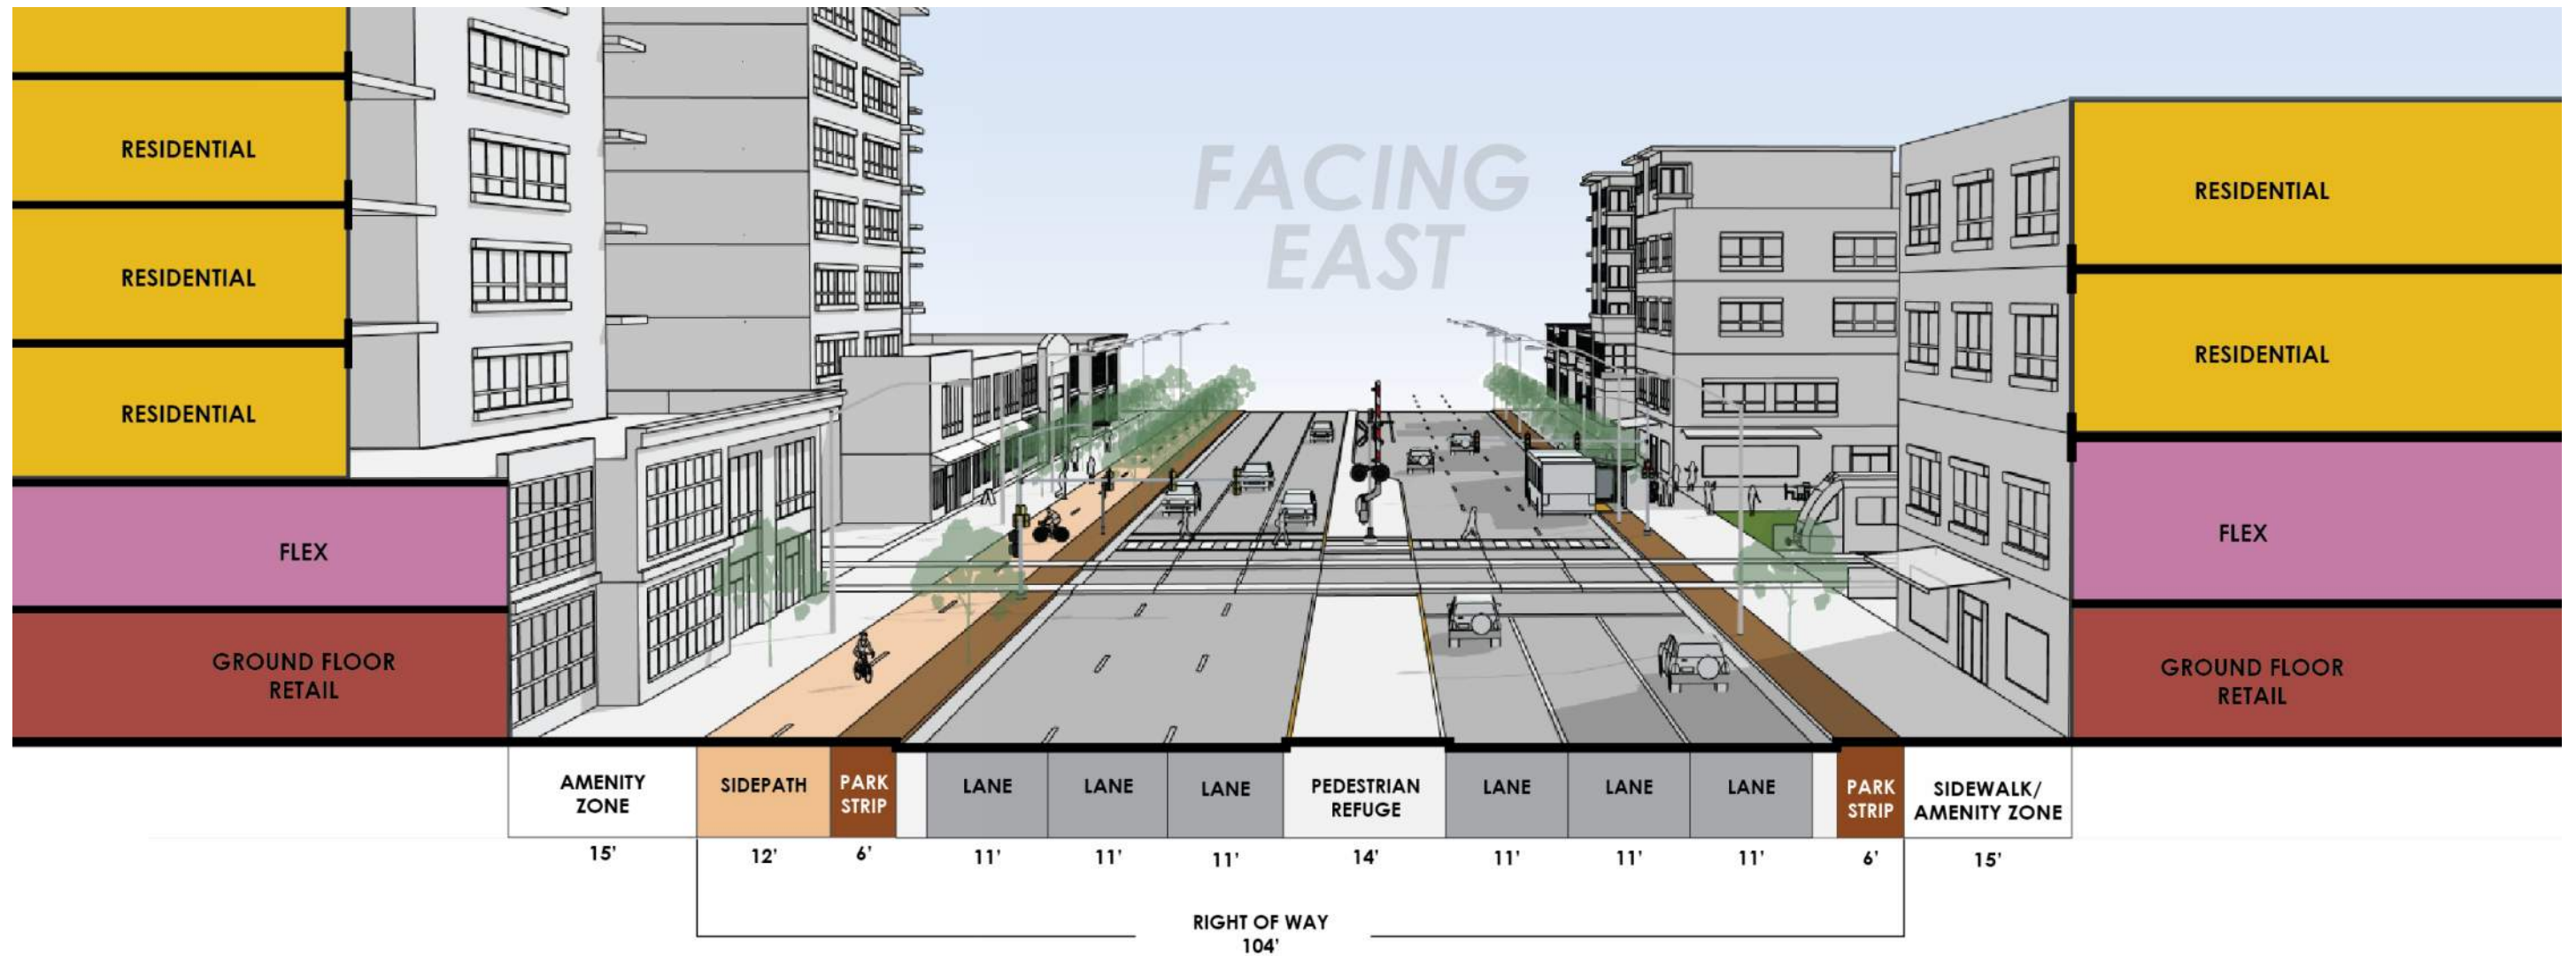 FACING
EAST
RESIDENTIAL
RESIDENTIAL
RESIDENTIAL
FLEX
GROUND FLOOR
RETAIL
RESIDENTIAL
RESIDENTIAL
FLEX
GROUND FLOOR
RETAIL
AMENITY
ZONE
SIDEPATH
PARK
STRIP
LANE
LANE
LANE
PEDESTRIAN
REFUGE
LANE
LANE
LANE
PARK
STRIP
SIDEWALK/
AMENITY ZONE
15'
12'
6'
11'
11'
11'
14'
11'
11'
11'
6'
15'
RIGHT OF WAY
104'